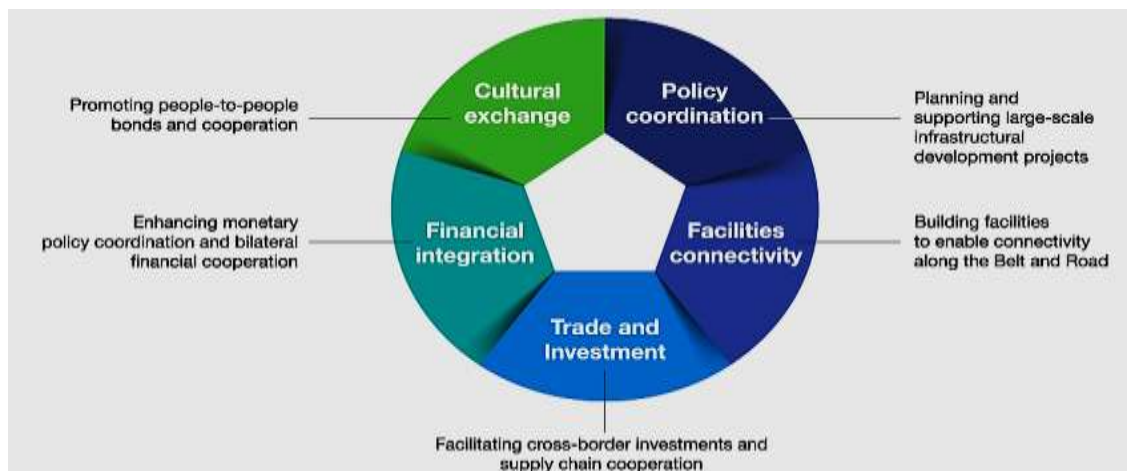 Cultural
exchange
Policy
coordination
Promoting people-to-people
bonds and cooperation
Planning and
supporting large-scale
infrastructural
development projects
Enhancing monetary
policy coordination and bilateral
financial cooperation
Financial
integration
Facilities
connectivity
Building facilities
to enable connectivity
along the Belt and Road
Trade and
Investment
Facilitating cross-border investments and
supply chain cooperation